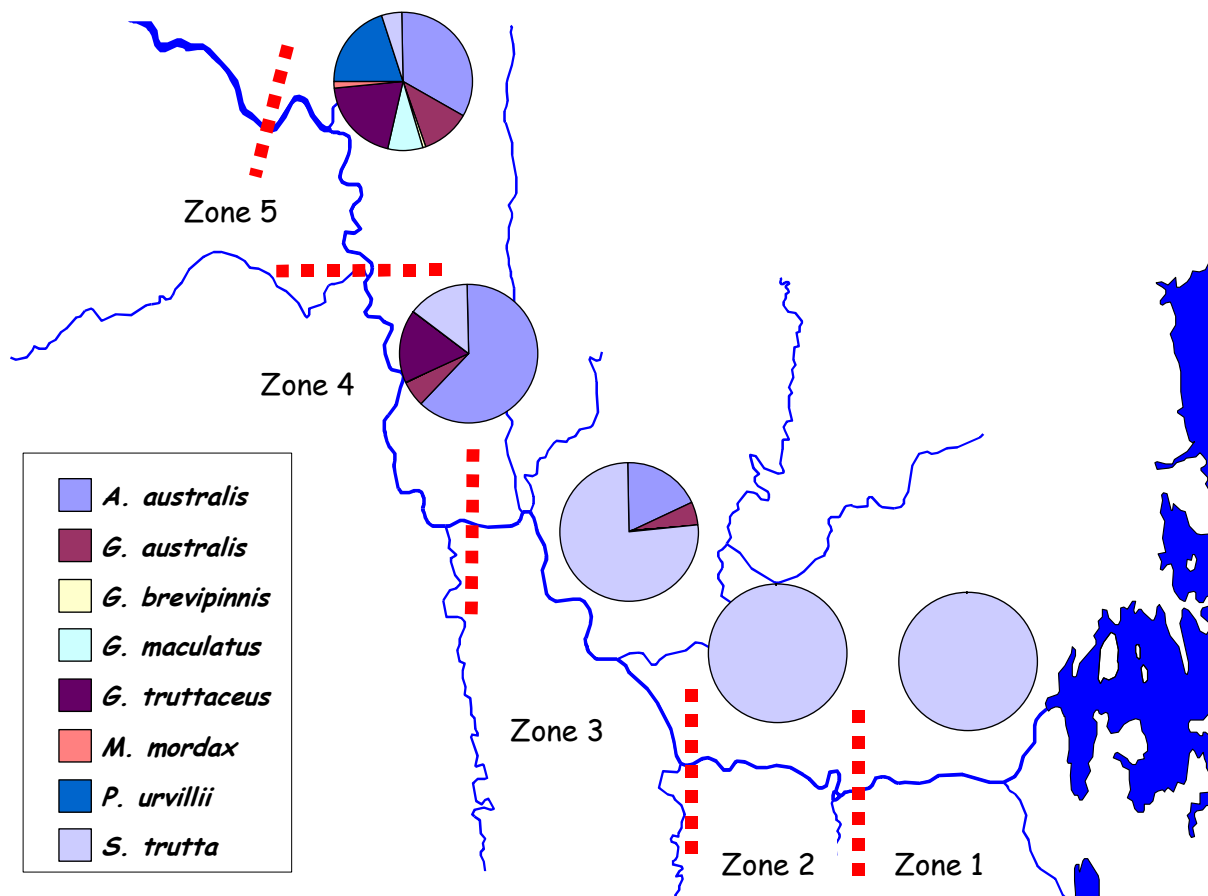 Zone 5
Zone 4
Zone 3
Zone 2
Zone 1
A. australis
G. australis
G. brevipinnis
G. maculatus
G. truttaceus
M. mordax
P. urvillii
S. trutta